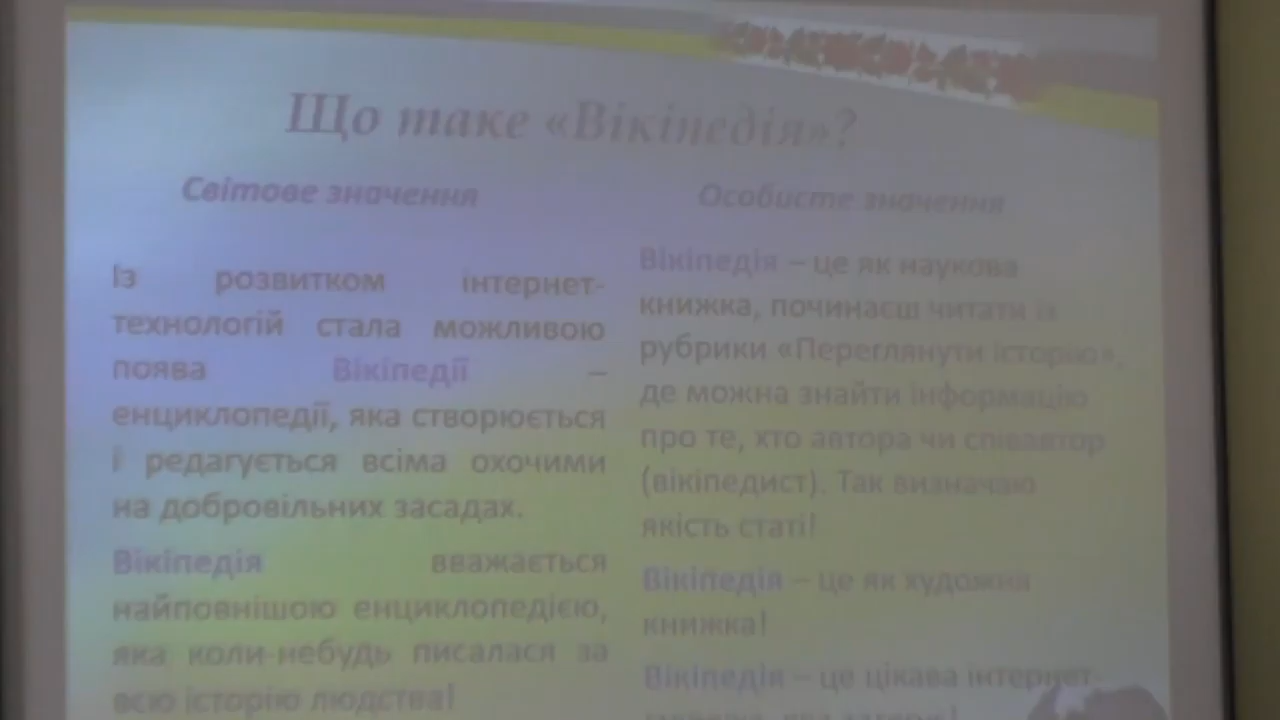 Що таке «Вікіпедія»?
Світове значення
Із розвитком інтернет-
технологій стала можливою
поява Вікіпедії –
енциклопедії, яка створюється
і редагується всіма охочими
на добровільних засадах.
Вікіпедія вважається
найповнішою енциклопедією,
яка коли-небудь писалася за
всю історію людства!
Особисте значення
Вікіпедія – це як наукова
книжка, починаєш читати із
рубрики «Переглянути історію»,
де можна знайти інформацію
про те, хто автора чи співавтор
(вікіпедист). Так визначаю
якість статі!
Вікіпедія – це як художня
книжка!
Вікіпедія – це цікава інтернет-